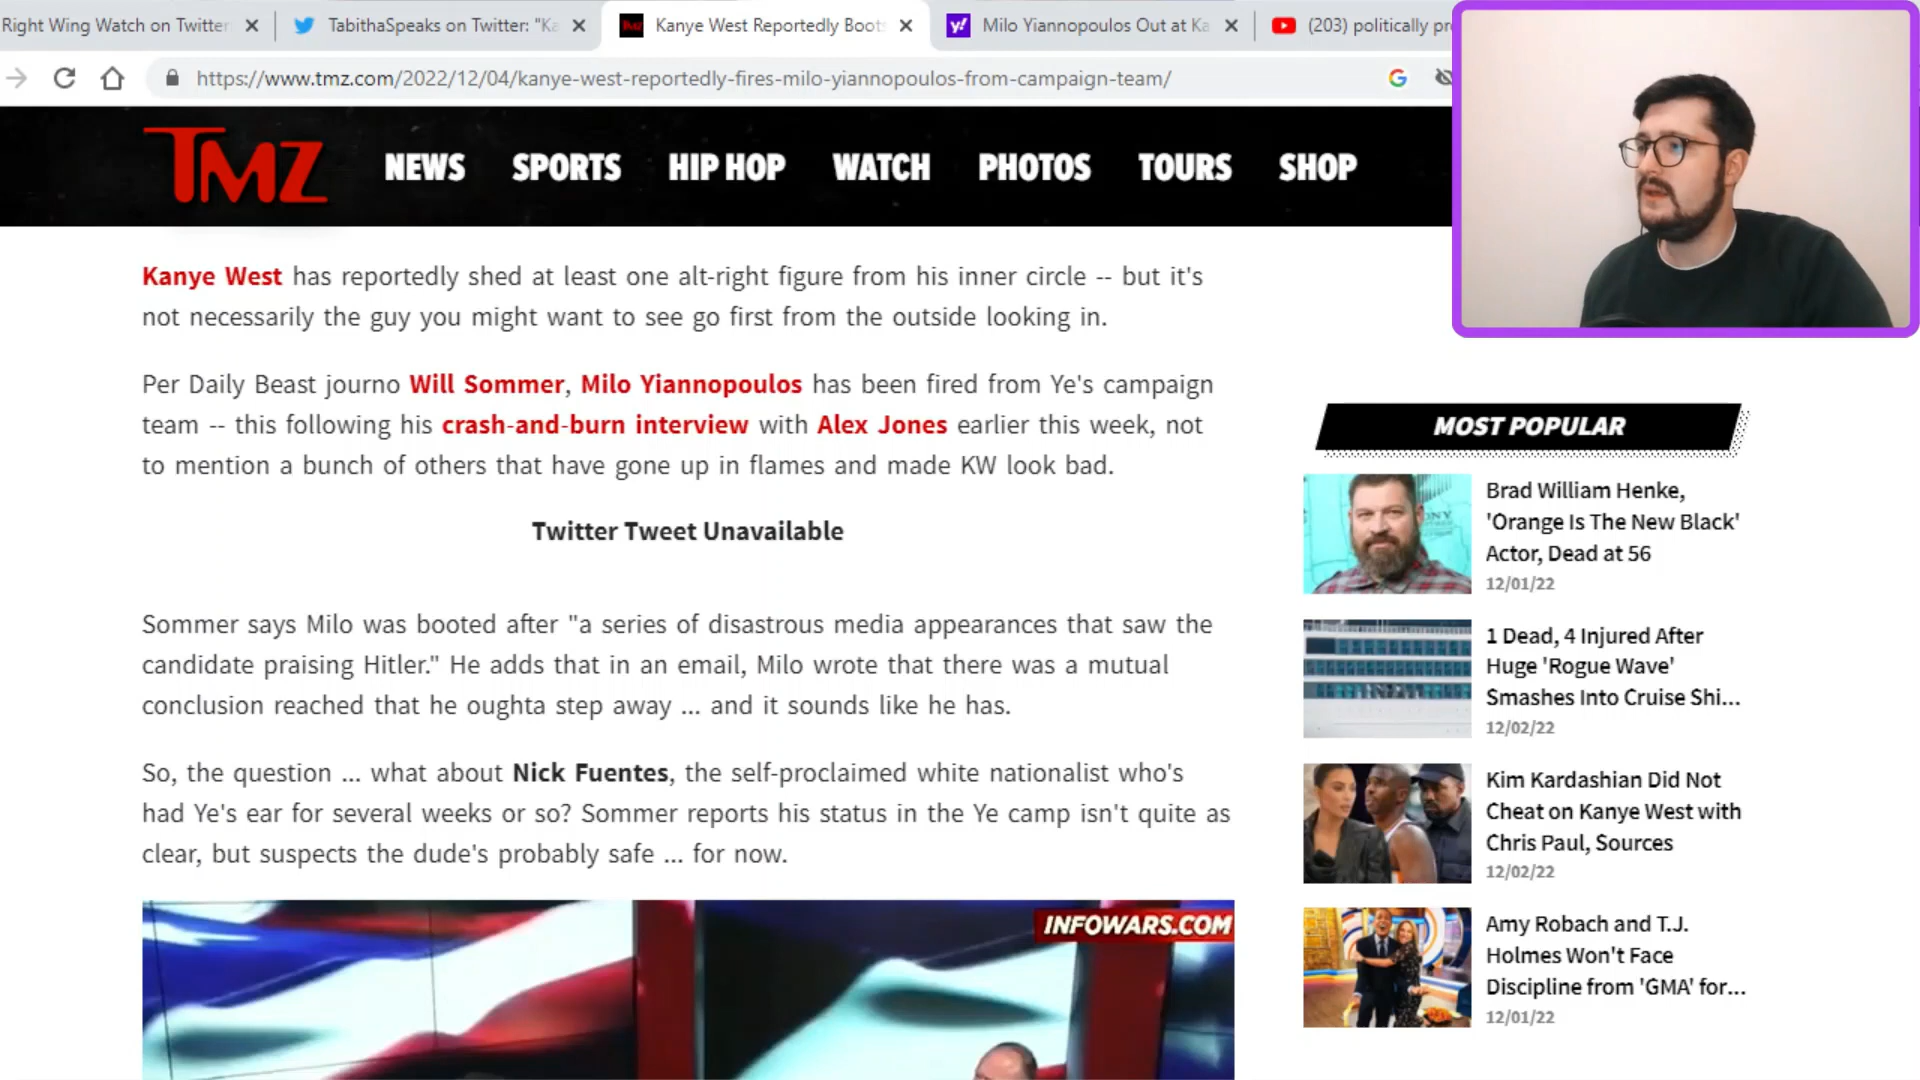 Right Wing Watch on Twitter
TabithaSpeaks on Twitter: "Ka
Kanye West Reportedly Boots
Milo Yiannopoulos Out at Ka
(203) politically pr
https://www.tmz.com/2022/12/04/kanye-west-reportedly-fires-milo-yiannopoulos-from-campaign-team/
TMZ
NEWS SPORTS HIP HOP WATCH PHOTOS TOURS SHOP
Kanye West has reportedly shed at least one alt-right figure from his inner circle -- but it's
not necessarily the guy you might want to see go first from the outside looking in.
Per Daily Beast journo Will Sommer, Milo Yiannopoulos has been fired from Ye's campaign
team -- this following his crash-and-burn interview with Alex Jones earlier this week, not
to mention a bunch of others that have gone up in flames and made KW look bad.
Twitter Tweet Unavailable
Sommer says Milo was booted after "a series of disastrous media appearances that saw the
candidate praising Hitler." He adds that in an email, Milo wrote that there was a mutual
conclusion reached that he oughta step away ... and it sounds like he has.
So, the question ... what about Nick Fuentes, the self-proclaimed white nationalist who's
had Ye's ear for several weeks or so? Sommer reports his status in the Ye camp isn't quite as
clear, but suspects the dude's probably safe ... for now.
INFOWARS.COM
MOST POPULAR
Brad William Henke,
'Orange Is The New Black'
Actor, Dead at 56
12/01/22
1 Dead, 4 Injured After
Huge 'Rogue Wave'
Smashes Into Cruise Shi...
12/02/22
Kim Kardashian Did Not
Cheat on Kanye West with
Chris Paul, Sources
12/02/22
Amy Robach and T.J.
Holmes Won't Face
Discipline from 'GMA' for...
12/01/22